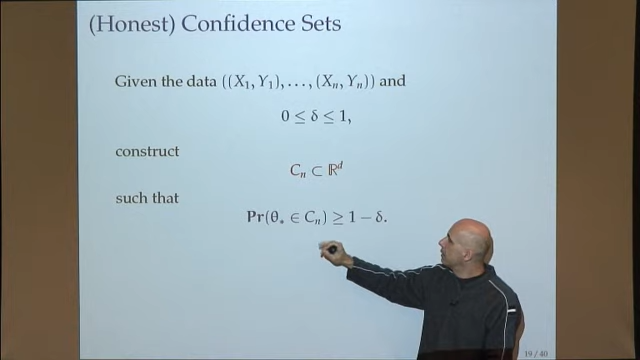 (Honest) Confidence Sets
Given the data ((X₁, Y₁), . . . , (Xₙ, Yₙ)) and
0 ≤ δ ≤ 1,
construct
Cₙ ⊂ ℝᵈ
such that
Pr(θ∗ ∈ Cₙ) ≥ 1 − δ.
19 / 40